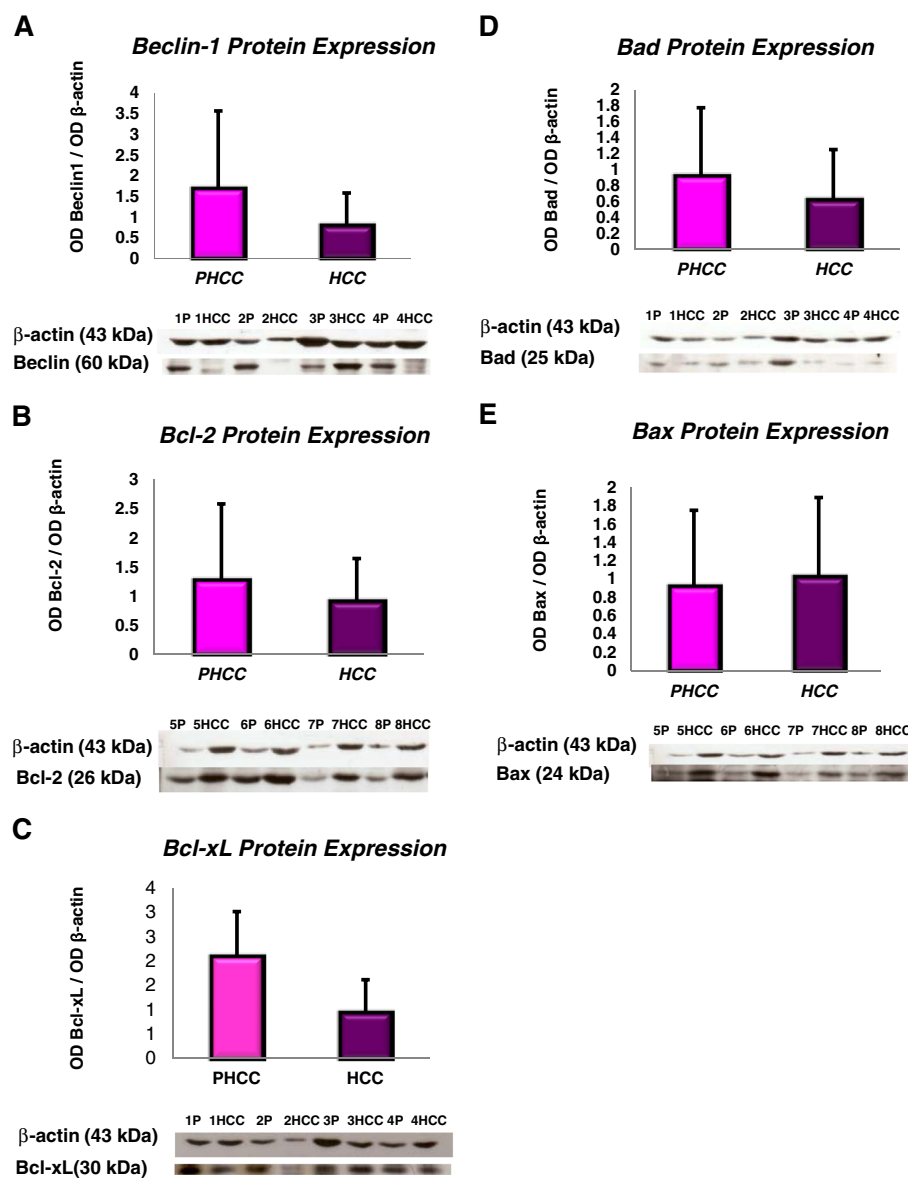 A
Beclin-1 Protein Expression
OD Beclin1 / OD β-actin
4
3.5
3
2.5
2
1.5
1
0.5
0
PHCC HCC
1P 1HCC 2P 2HCC 3P 3HCC 4P 4HCC
β-actin (43 kDa)
Beclin (60 kDa)
B
Bcl-2 Protein Expression
OD Bcl-2 / OD β-actin
3
2.5
2
1.5
1
0.5
0
PHCC HCC
5P 5HCC 6P 6HCC 7P 7HCC 8P 8HCC
β-actin (43 kDa)
Bcl-2 (26 kDa)
C
Bcl-xL Protein Expression
OD Bcl-xL / OD β-actin
4
3
3
2
2
1
1
0
PHCC HCC
1P 1HCC 2P 2HCC 3P 3HCC 4P 4HCC
β-actin (43 kDa)
Bcl-xL(30 kDa)
D
Bad Protein Expression
OD Bad / OD β-actin
2
1.8
1.6
1.4
1.2
1
0.8
0.6
0.4
0.2
0
PHCC HCC
1P 1HCC 2P 2HCC 3P 3HCC 4P 4HCC
β-actin (43 kDa)
Bad (25 kDa)
E
Bax Protein Expression
OD Bax / OD β-actin
2
1.8
1.6
1.4
1.2
1
0.8
0.6
0.4
0.2
0
PHCC HCC
5P 5HCC 6P 6HCC 7P 7HCC 8P 8HCC
β-actin (43 kDa)
Bax (24 kDa)